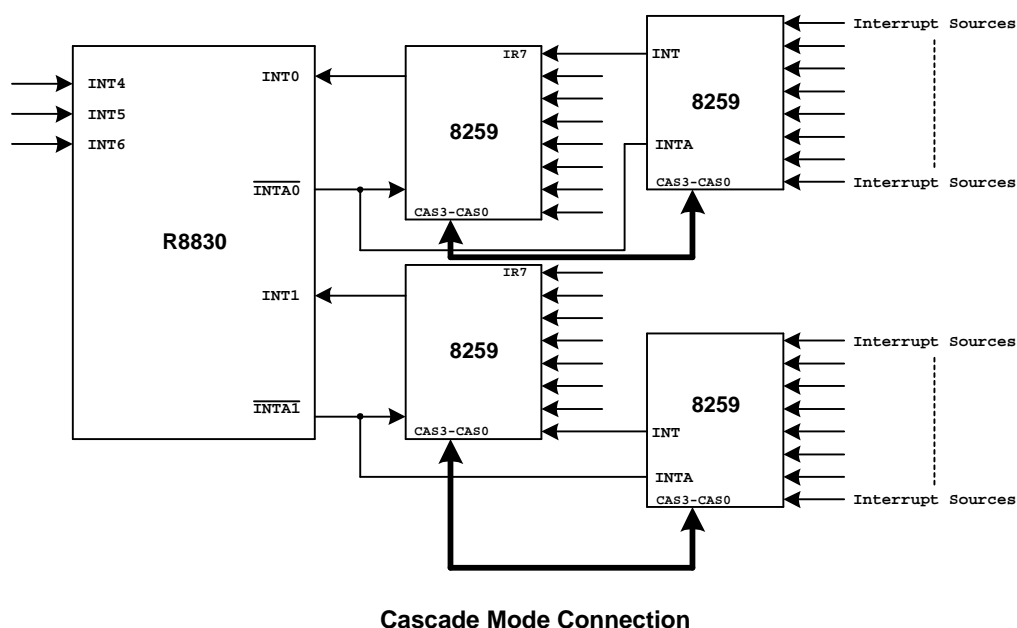 Interrupt Sources
IR7
INT
INT0
INT4
8259
8259
INT5
INT6
INTA
INTA0
CAS3-CAS0
Interrupt Sources
CAS3-CAS0
R8830
IR7
INT1
Interrupt Sources
8259
8259
INTA1
CAS3-CAS0
INT
INTA
CAS3-CAS0
Interrupt Sources
Cascade Mode Connection